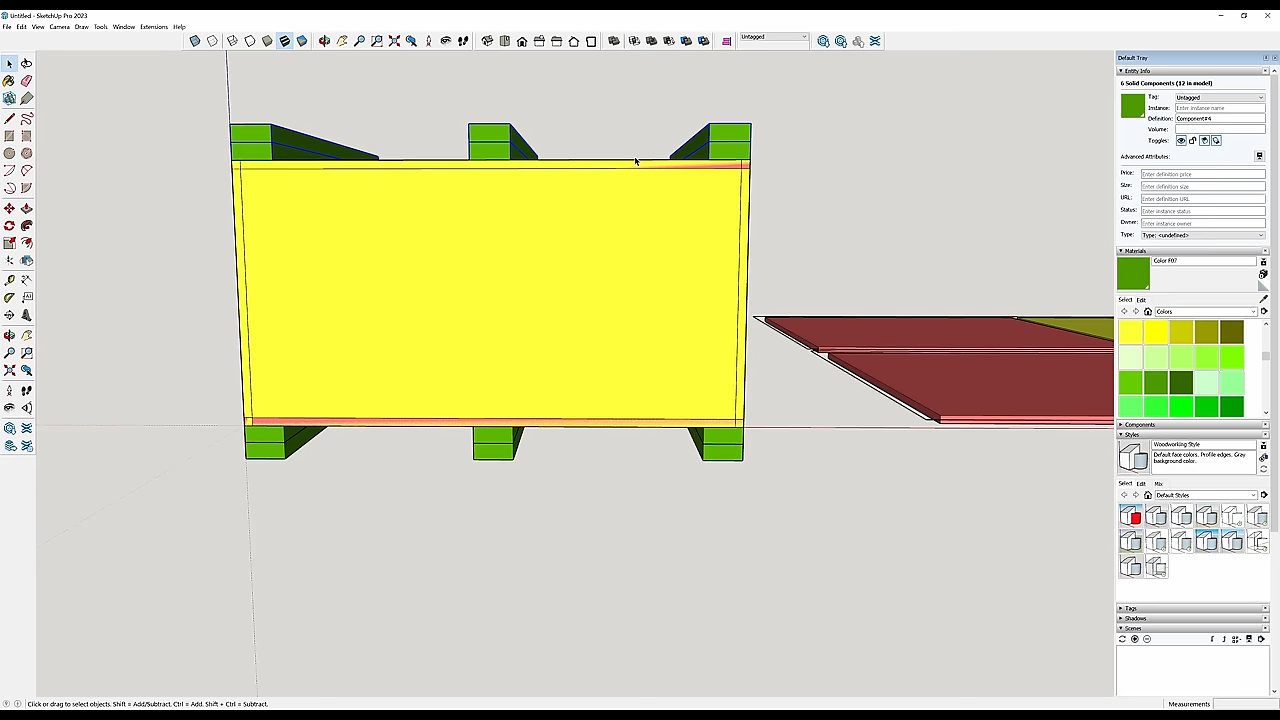 Untitled - SketchUp Pro 2023
File Edit View Camera Draw Tools Window Extensions Help
Untagged
Default Tray
Entity Info
6 Solid Components (12 in model)
Tag: Untagged
Instance: Enter instance name
Definition: Component#4
Volume:
Toggles:
Advanced Attributes:
Price: Enter definition price
Size: Enter definition size
URL: Enter definition URL
Status: Enter instance status
Owner: Enter instance owner
Type: Type: <undefined>
Materials
Color F07
Select Edit
Colors
Components
Styles
Woodworking Style
Default face colors. Profile edges. Gray
background color.
Select Edit Mix
Default Styles
Tags
Shadows
Scenes
Click or drag to select objects. Shift = Add/Subtract. Ctrl = Add. Shift + Ctrl = Subtract.
Measurements